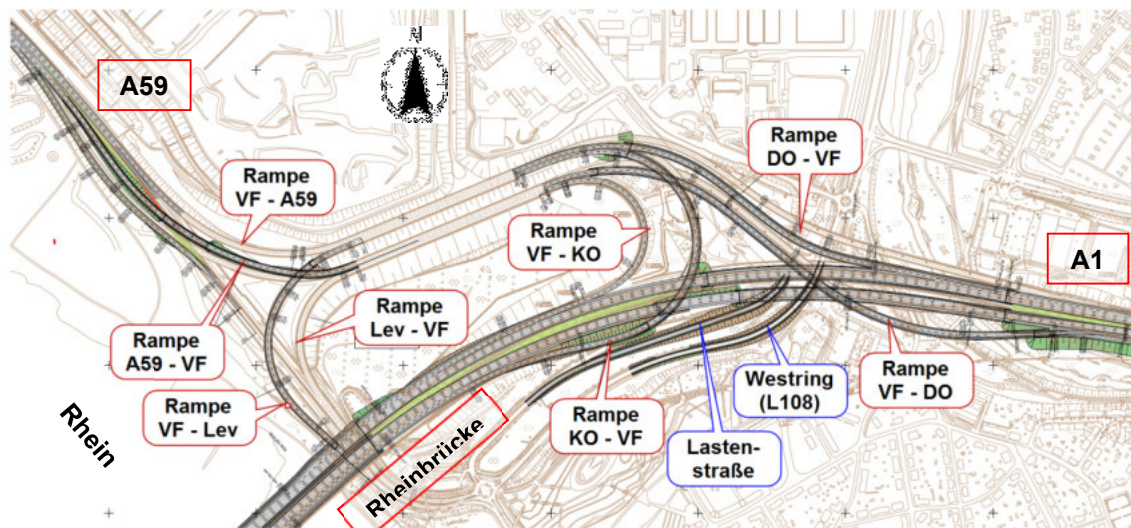 N
A59
Rampe
DO - VF
Rampe
VF - A59
Rampe
VF - KO
A1
Rampe
Lev - VF
Rampe
A59 - VF
Rampe
VF - DO
Westring
(L108)
Rampe
VF - Lev
Rampe
KO - VF
Lasten-
straße
Rhein
Rheinbrücke